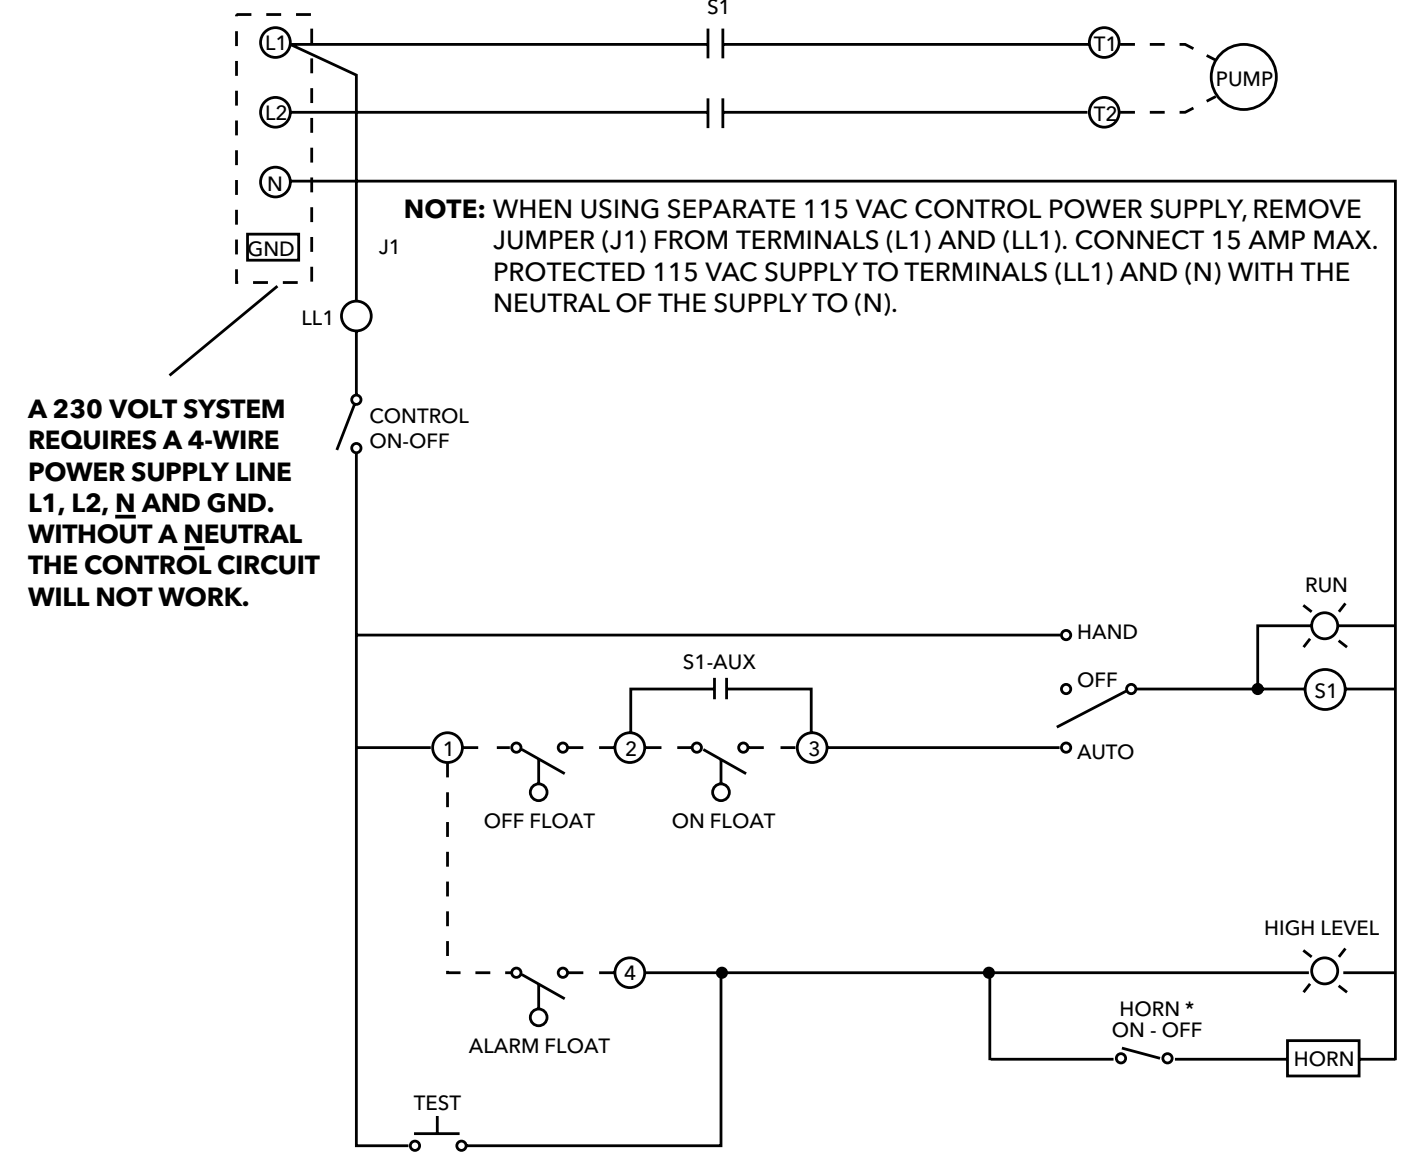 S1
L1
T1
PUMP
L2
T2
N
NOTE: WHEN USING SEPARATE 115 VAC CONTROL POWER SUPPLY, REMOVE
JUMPER (J1) FROM TERMINALS (L1) AND (LL1). CONNECT 15 AMP MAX.
PROTECTED 115 VAC SUPPLY TO TERMINALS (LL1) AND (N) WITH THE
NEUTRAL OF THE SUPPLY TO (N).
GND
J1
LL1
A 230 VOLT SYSTEM
REQUIRES A 4-WIRE
POWER SUPPLY LINE
L1, L2, N AND GND.
WITHOUT A NEUTRAL
THE CONTROL CIRCUIT
WILL NOT WORK.
CONTROL
ON-OFF
RUN
HAND
S1-AUX
OFF
S1
1
2
3
AUTO
OFF FLOAT
ON FLOAT
HIGH LEVEL
4
HORN *
ON - OFF
ALARM FLOAT
HORN
TEST